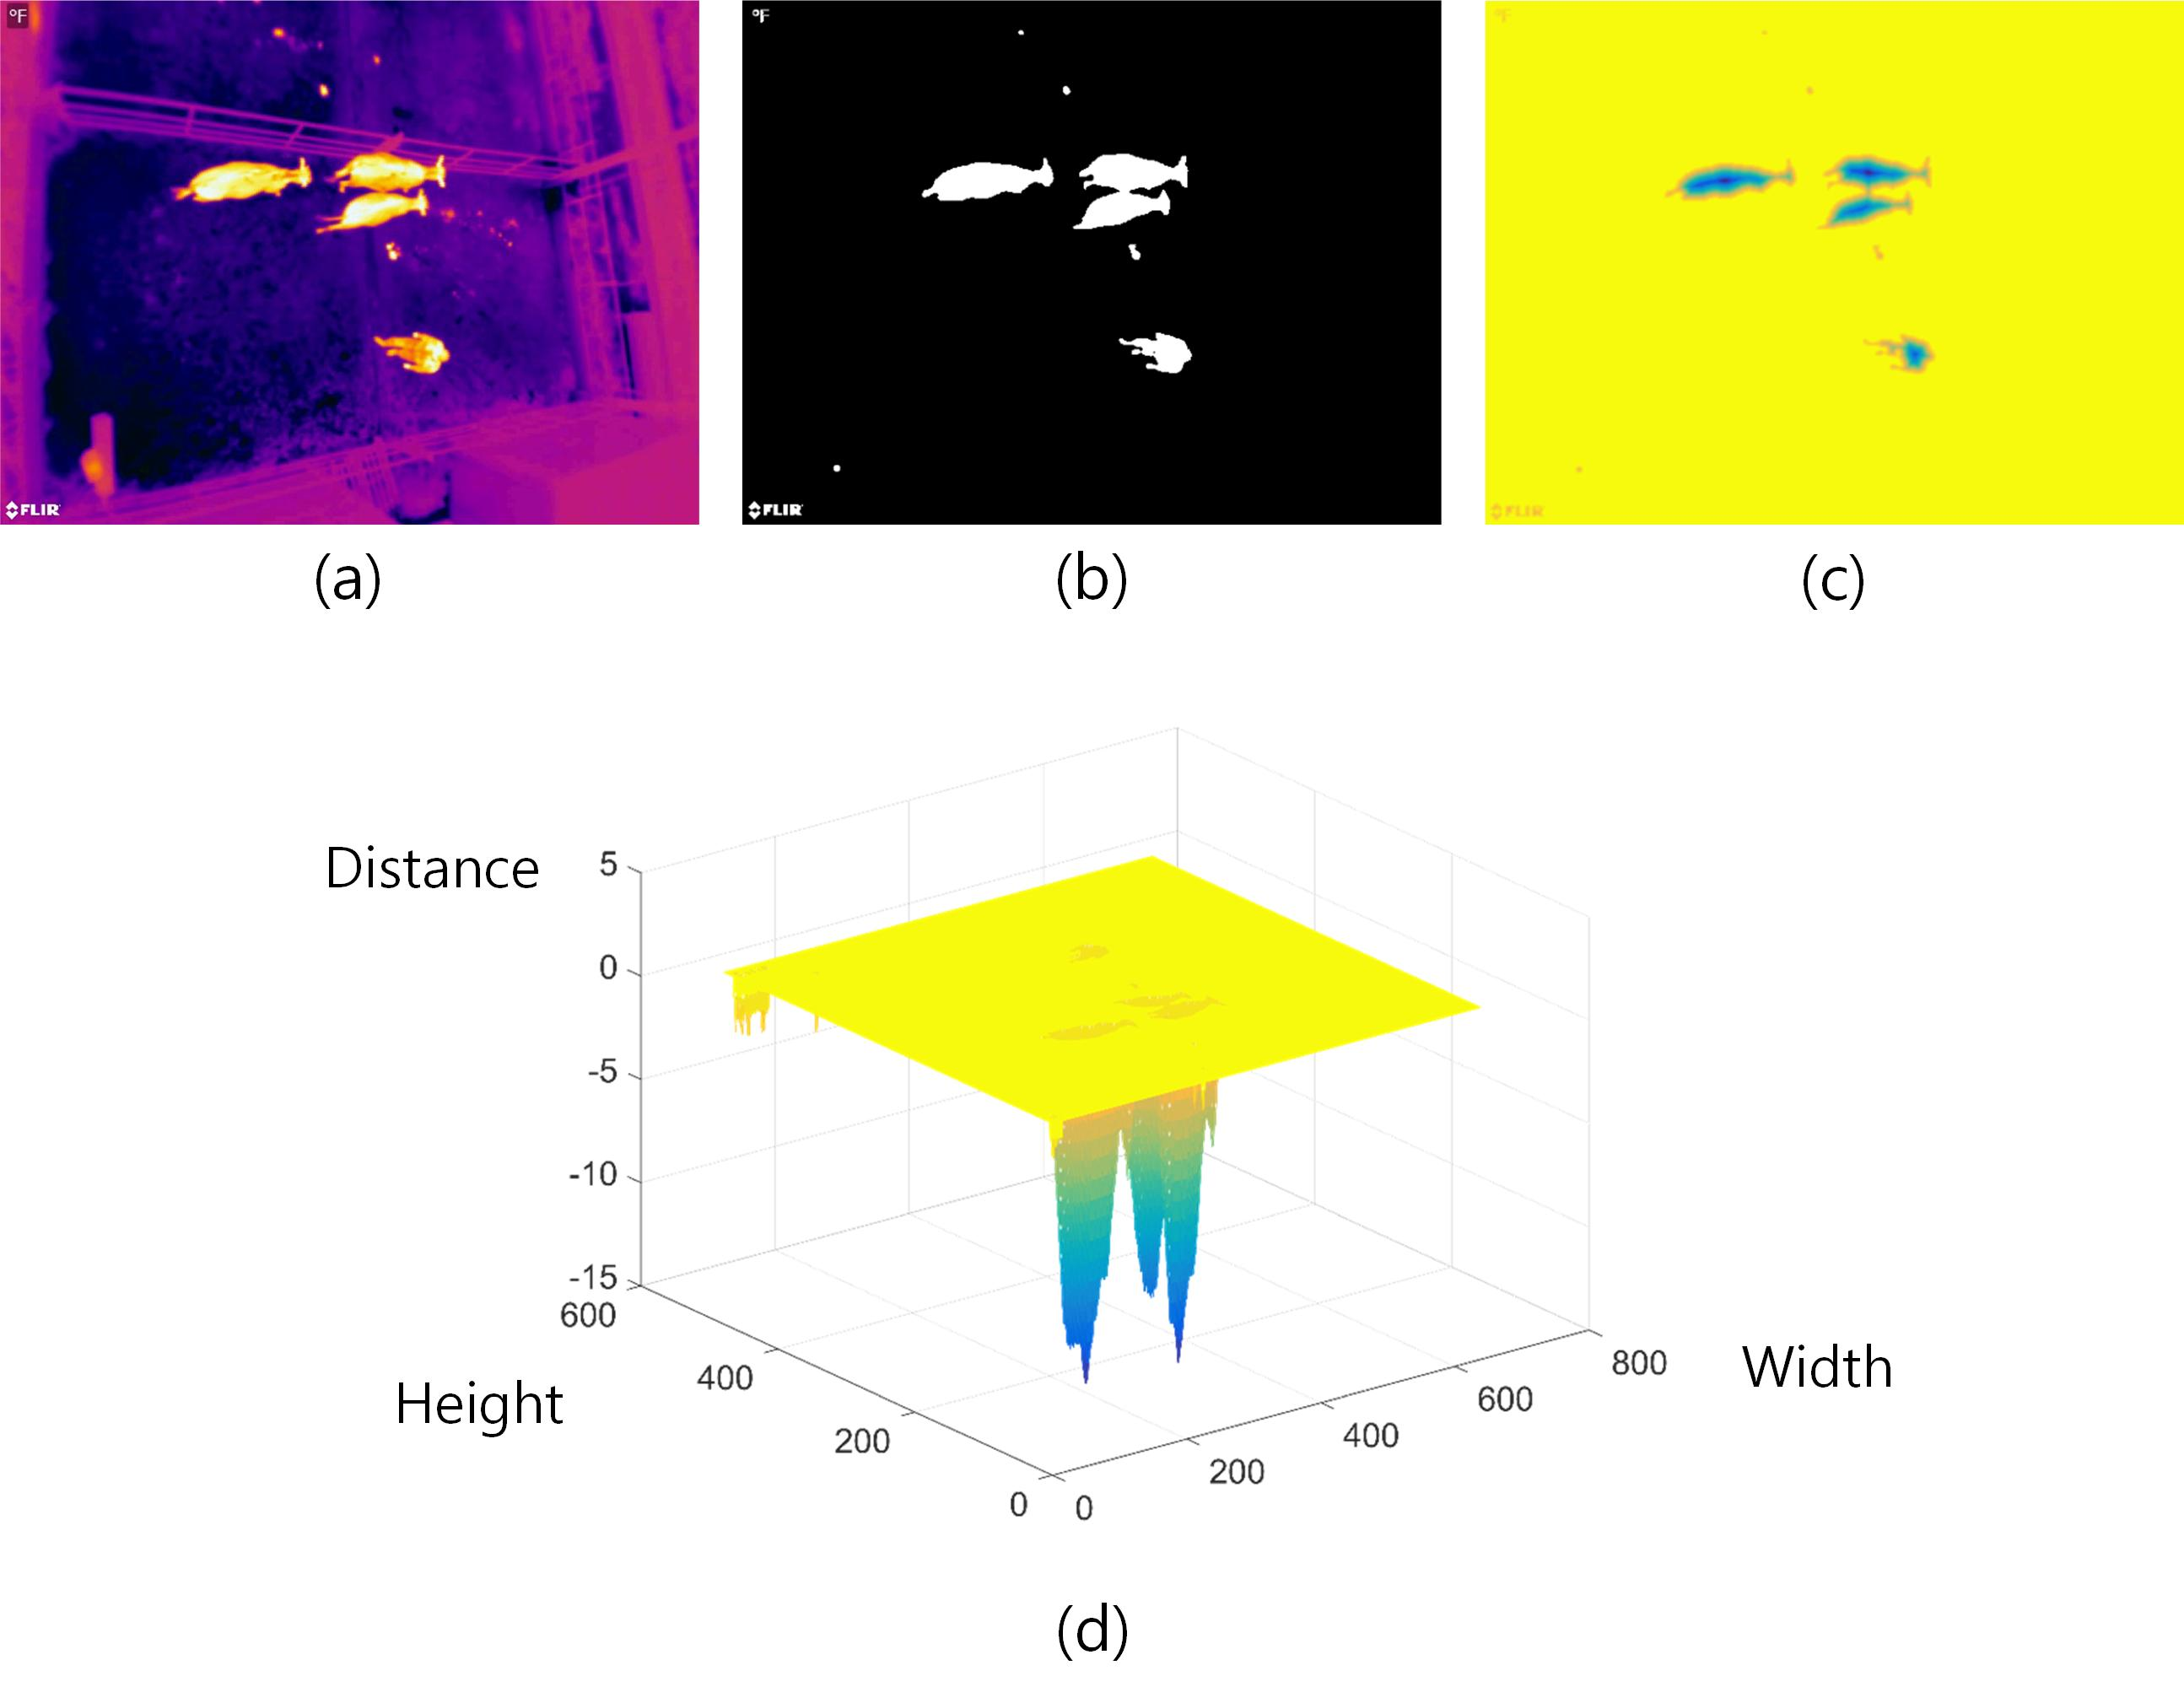 °F
°F
°F
FLIR
FLIR
FLIR
(a)
(b)
(c)
Distance
5
0
-5
-10
-15
600
400
200
0
Height
0
200
400
600
800
Width
(d)